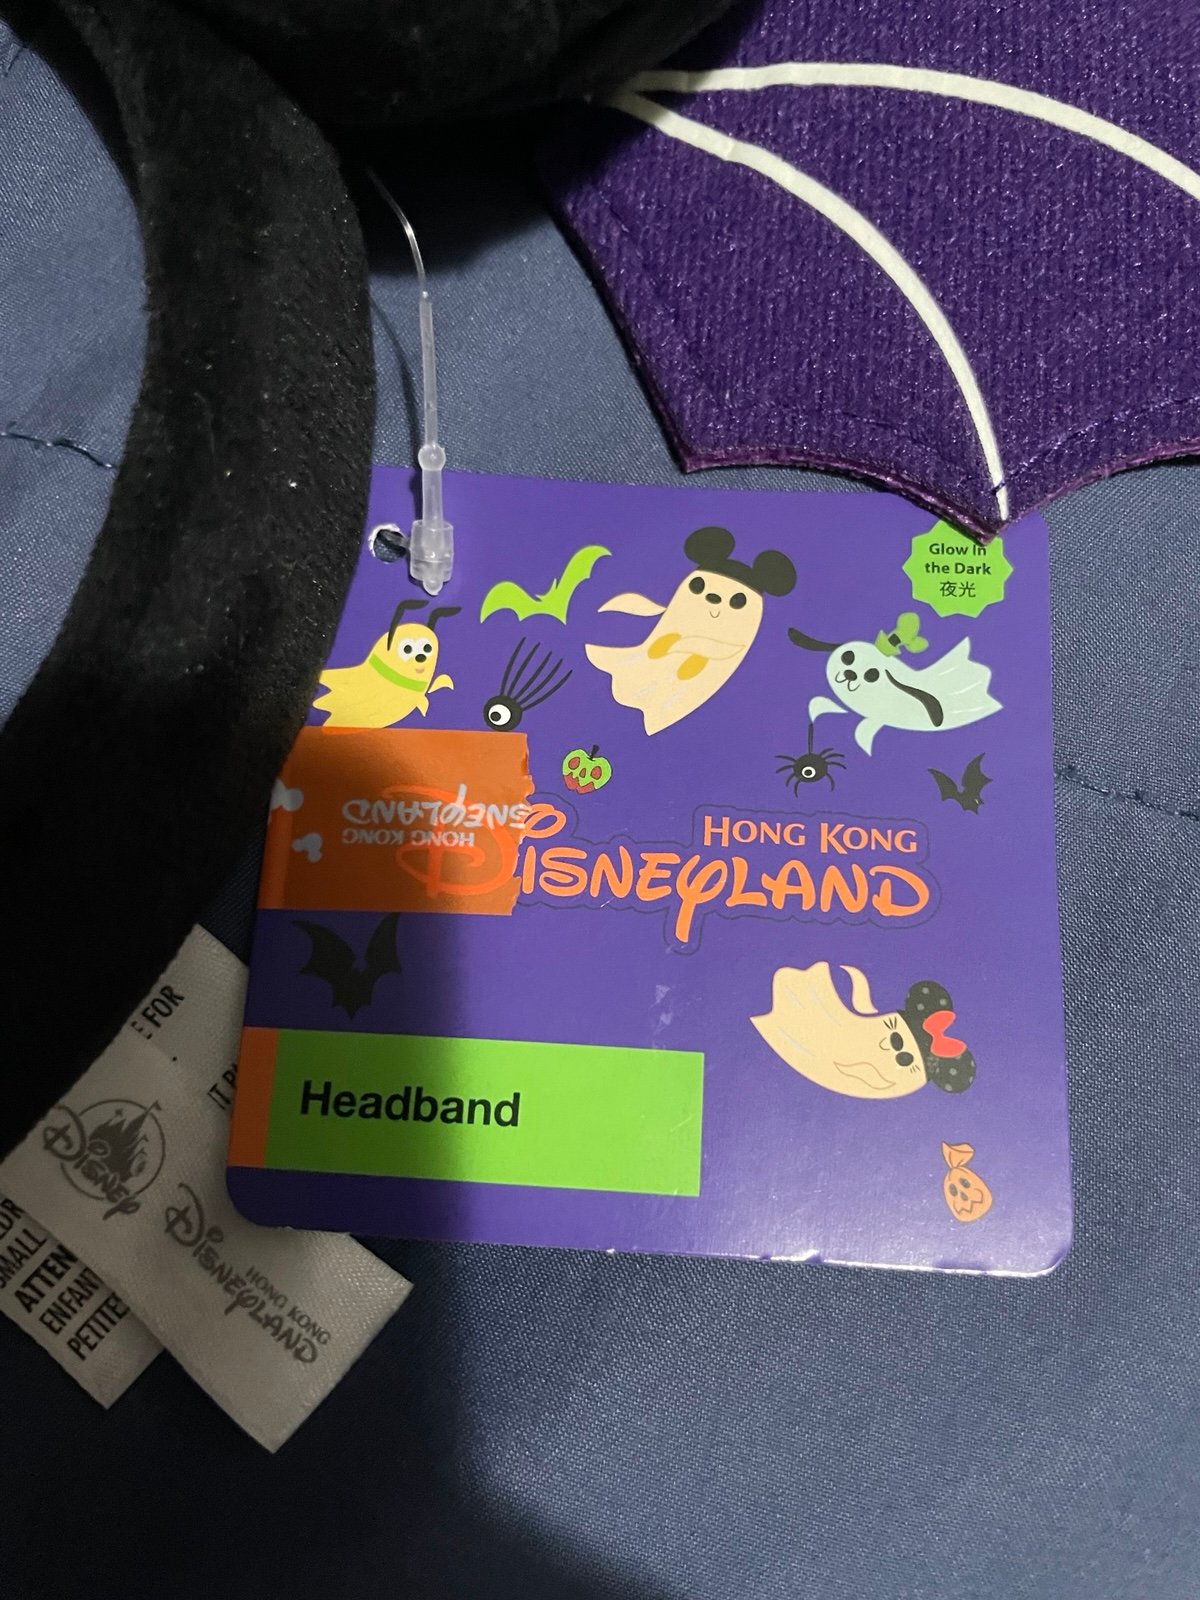 Glow in
the Dark
夜光
HONG KONG
DISNEYLAND
HONG KONG
DISNEYLAND
Headband
E FOR
Disney
HONG KONG
DISNEYLAND
SMALL
ATTEN
ENFANT
PETITE